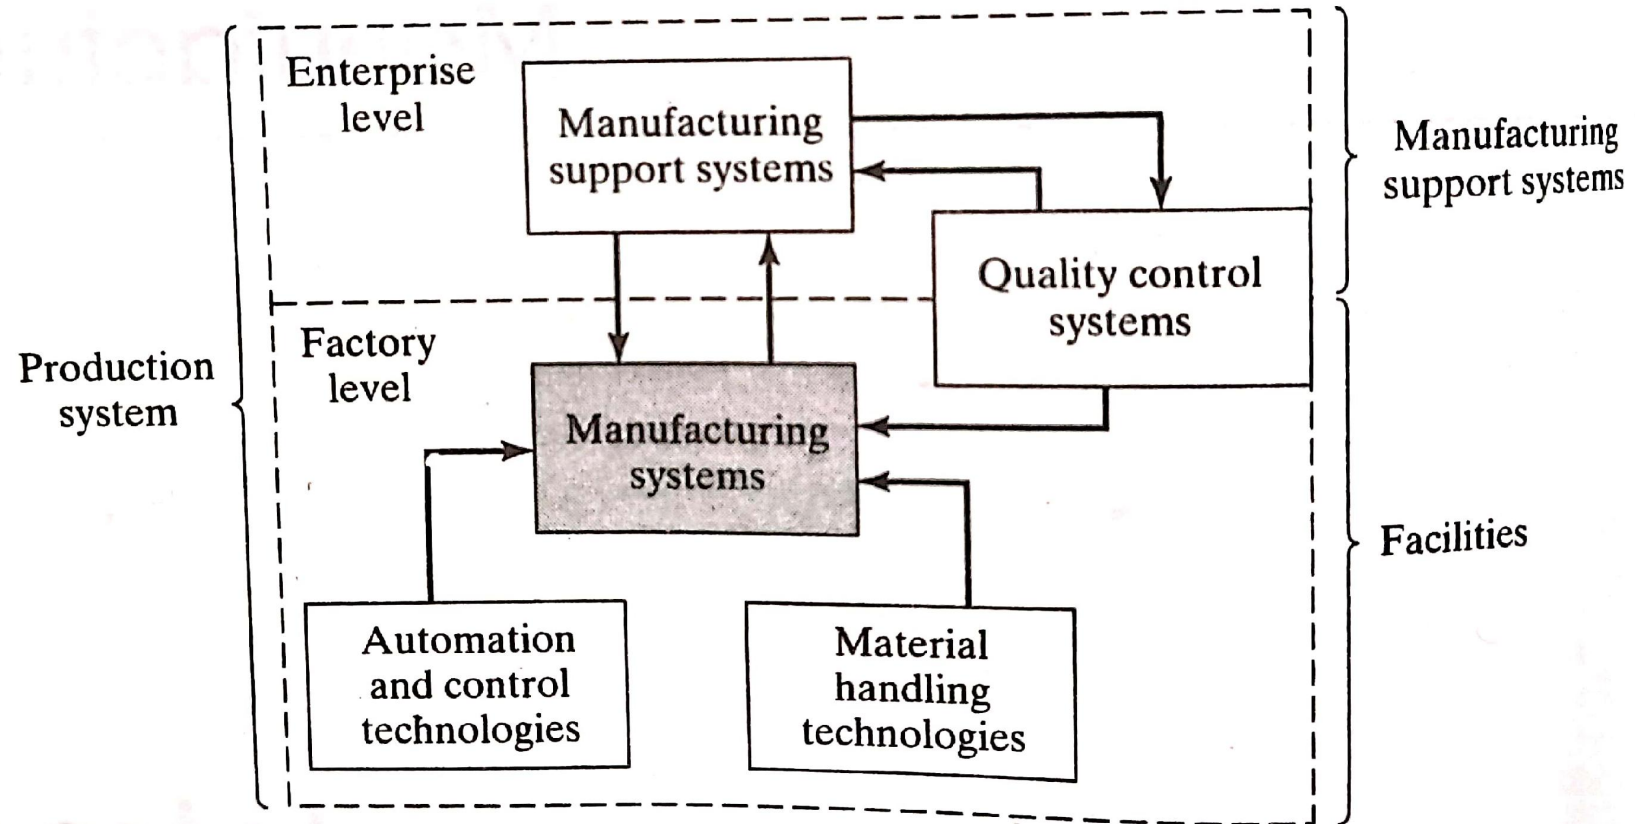 Enterprise
level
Manufacturing
support systems
Manufacturing
support systems
Quality control
systems
Production
system
Factory
level
Manufacturing
systems
Facilities
Automation
and control
technologies
Material
handling
technologies